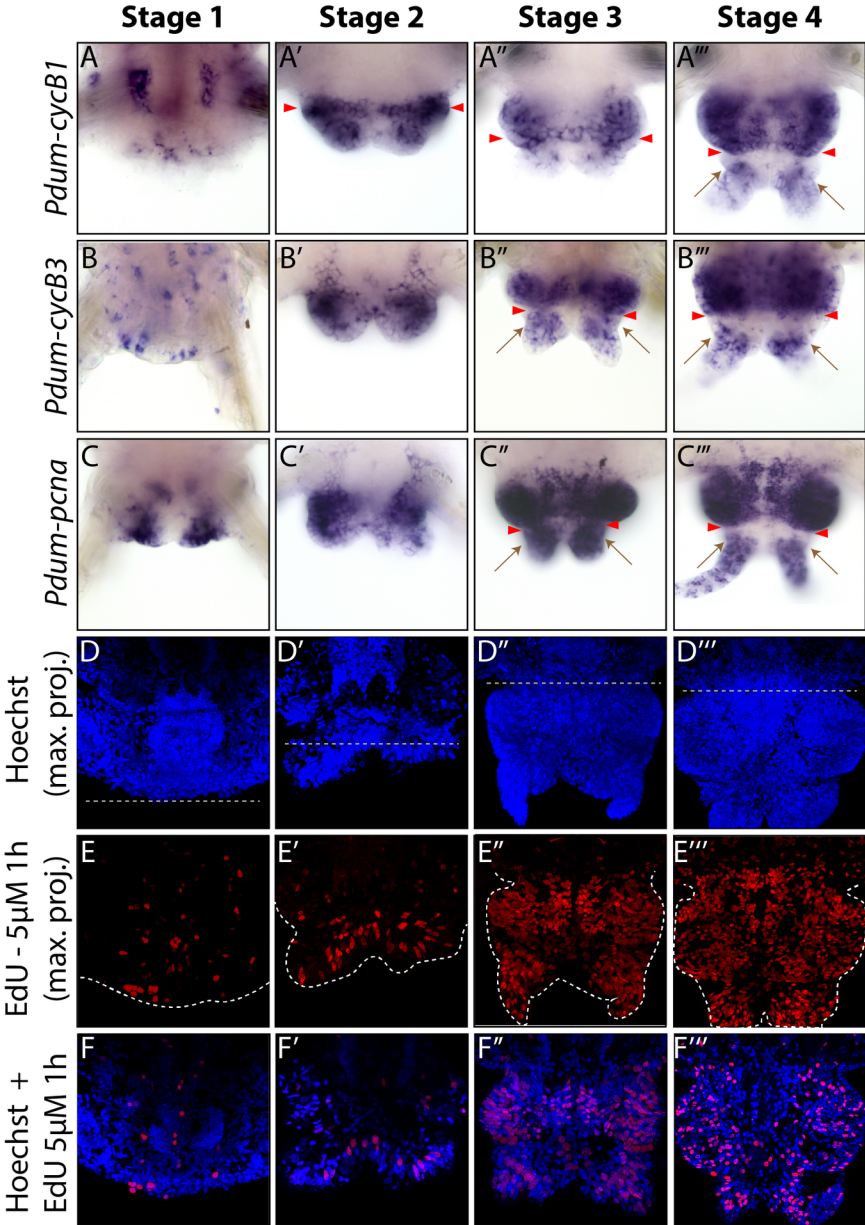 Stage 1 Stage 2 Stage 3 Stage 4
Pdum-cycB1
A A' A'' A'''
Pdum-cycB3
B B' B'' B'''
Pdum-pcna
C C' C'' C'''
Hoechst
(max. proj.)
D D' D'' D'''
EdU - 5µM 1h
(max. proj.)
E E' E'' E'''
Hoechst +
EdU 5µM 1h
F F' F'' F'''